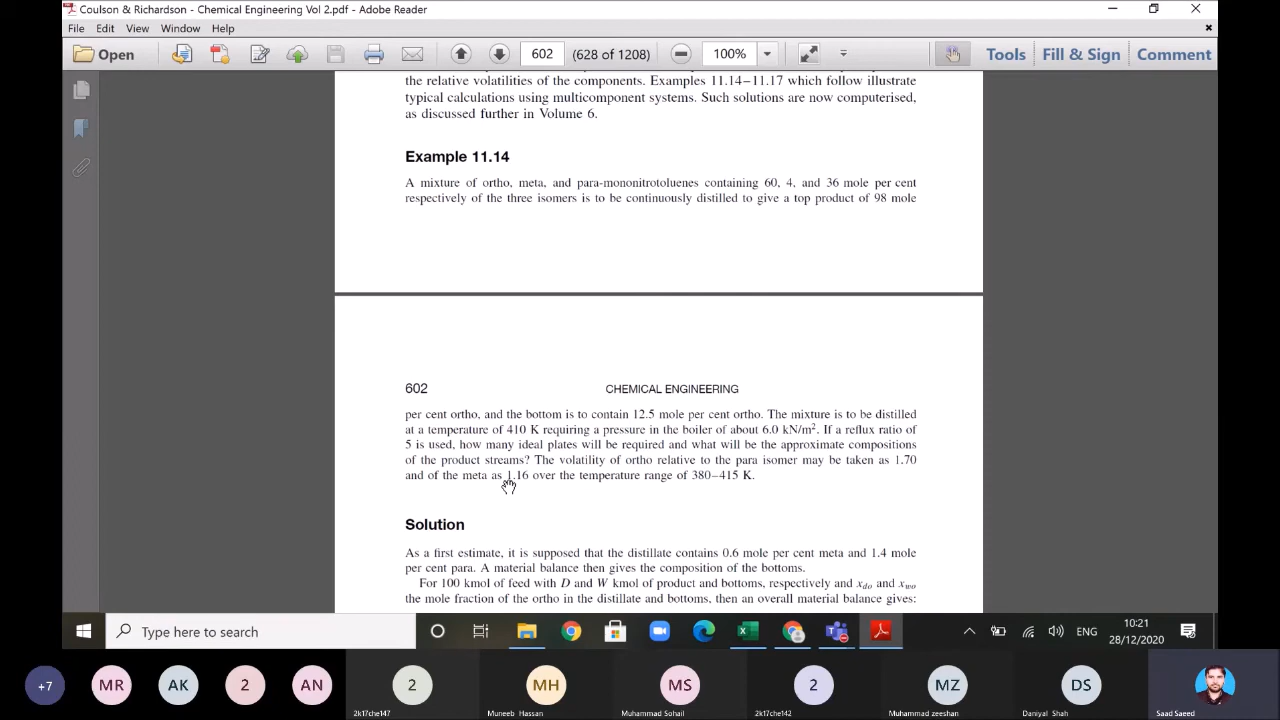 Coulson & Richardson - Chemical Engineering Vol 2.pdf - Adobe Reader
File Edit View Window Help
Open 602 (628 of 1208) 100% Tools Fill & Sign Comment
the relative volatilities of the components. Examples 11.14–11.17 which follow illustrate
typical calculations using multicomponent systems. Such solutions are now computerised,
as discussed further in Volume 6.
Example 11.14
A mixture of ortho, meta, and para-mononitrotoluenes containing 60, 4, and 36 mole per cent
respectively of the three isomers is to be continuously distilled to give a top product of 98 mole
602 CHEMICAL ENGINEERING
per cent ortho, and the bottom is to contain 12.5 mole per cent ortho. The mixture is to be distilled
at a temperature of 410 K requiring a pressure in the boiler of about 6.0 kN/m². If a reflux ratio of
5 is used, how many ideal plates will be required and what will be the approximate compositions
of the product streams? The volatility of ortho relative to the para isomer may be taken as 1.70
and of the meta as 1.16 over the temperature range of 380–415 K.
Solution
As a first estimate, it is supposed that the distillate contains 0.6 mole per cent meta and 1.4 mole
per cent para. A material balance then gives the composition of the bottoms.
For 100 kmol of feed with D and W kmol of product and bottoms, respectively and xdo and xwo
the mole fraction of the ortho in the distillate and bottoms, then an overall material balance gives:
Type here to search ENG 10:21
28/12/2020
+7 MR AK 2 AN 2 MH MS 2 MZ DS
2k17che147 Muneeb Hassan Muhammad Sohail 2k17che142 Muhammad zeeshan Daniyal Shah Saad Saeed